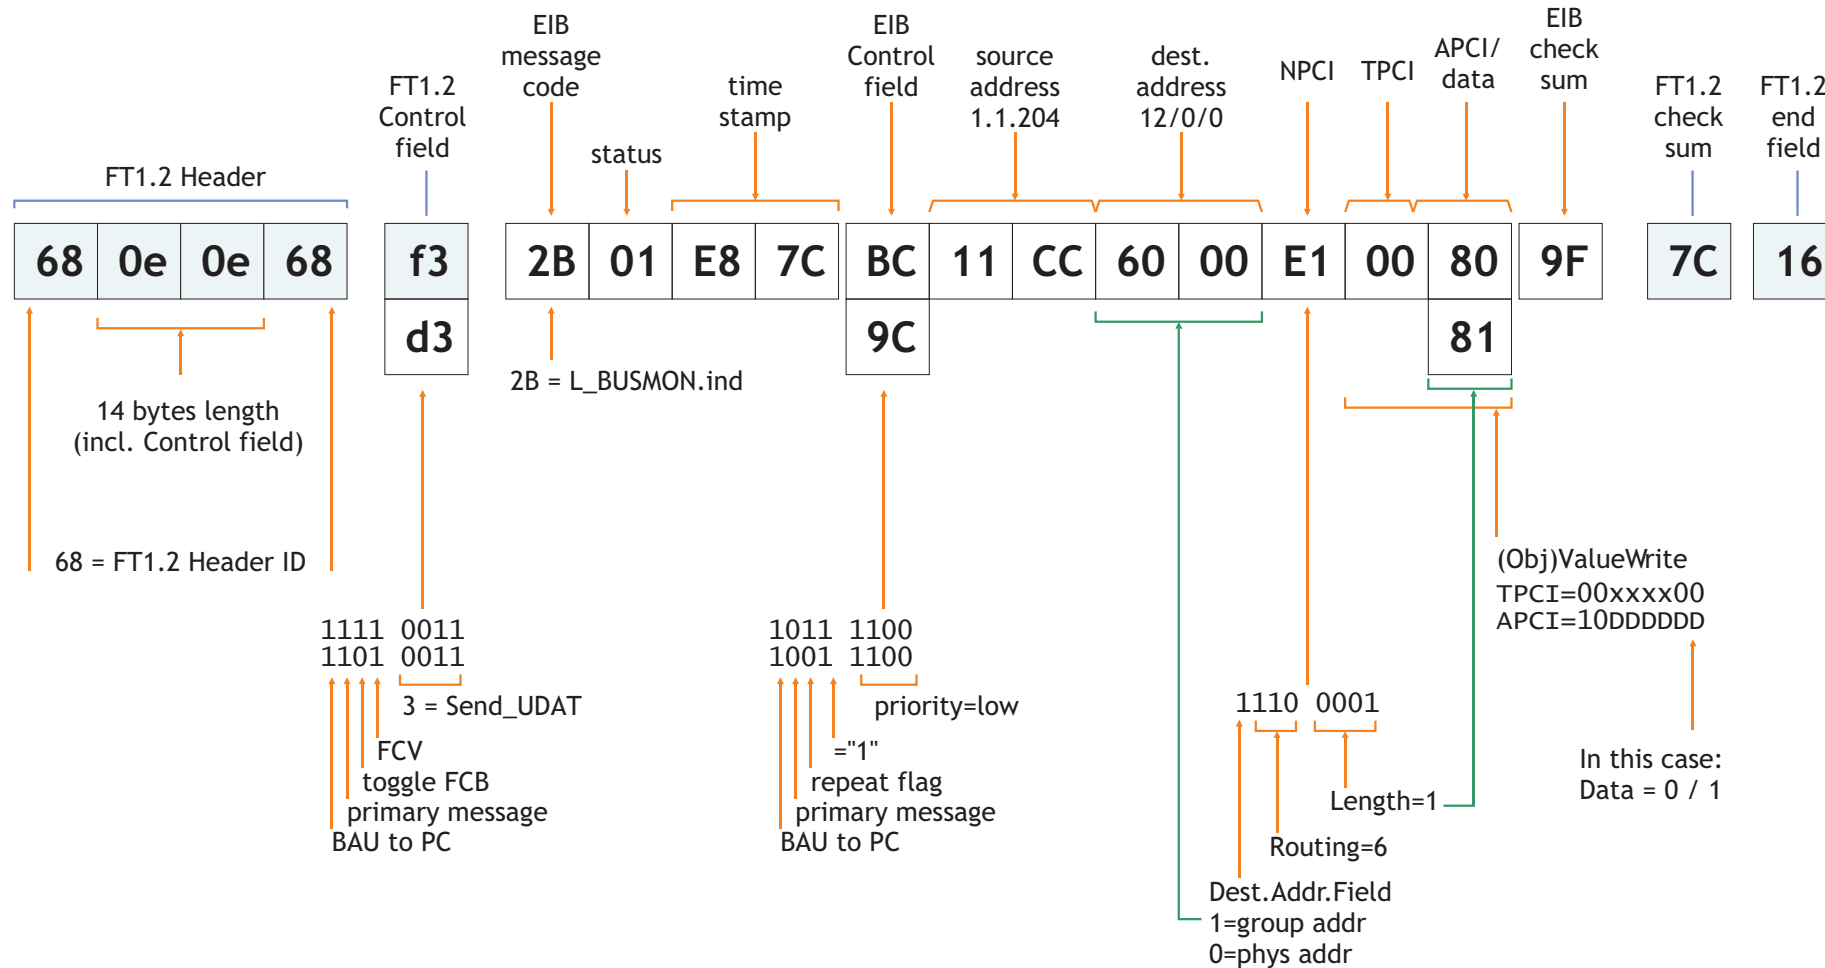 EIB
message
code
EIB
Control
field
EIB
check
sum
FT1.2
Control
field
status
time
stamp
source
address
1.1.204
dest.
address
12/0/0
NPCI
TPCI
APCI/
data
FT1.2
check
sum
FT1.2
end
field
FT1.2 Header
68 0e 0e 68 f3 2B 01 E8 7C BC 11 CC 60 00 E1 00 80 9F 7C 16
d3 9C 81
2B = L_BUSMON.ind
14 bytes length
(incl. Control field)
68 = FT1.2 Header ID
1111 0011
1101 0011
3 = Send_UDAT
FCV
toggle FCB
primary message
BAU to PC
1011 1100
1001 1100
priority=low
="1"
repeat flag
primary message
BAU to PC
1110 0001
Length=1
Routing=6
Dest.Addr.Field
1=group addr
0=phys addr
(Obj)ValueWrite
TPCI=00xxxx00
APCI=10DDDDDD
In this case:
Data = 0 / 1